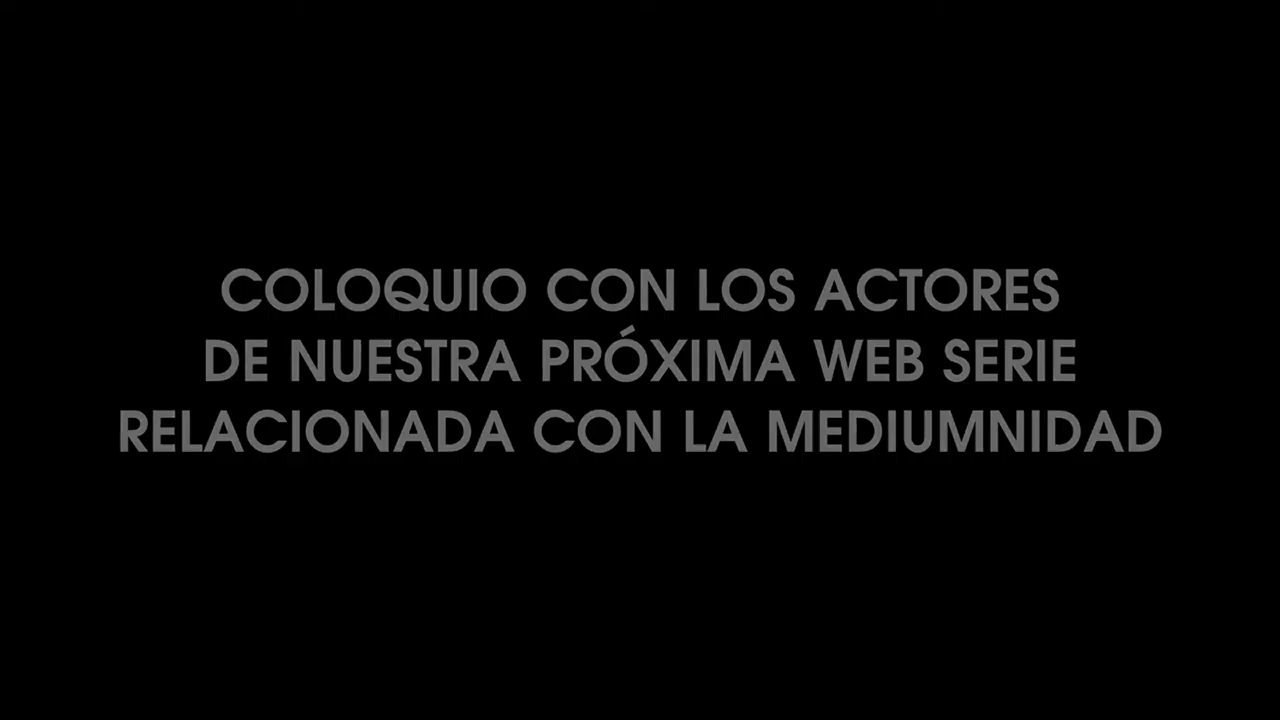 COLOQUIO CON LOS ACTORES
DE NUESTRA PRÓXIMA WEB SERIE
RELACIONADA CON LA MEDIUMNIDAD